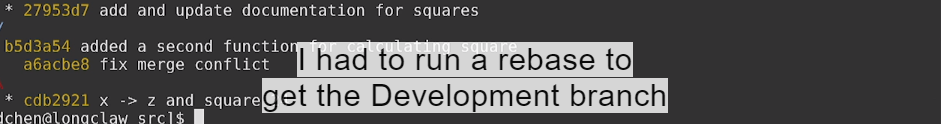 * 27953d7 add and update documentation for squares
/
b5d3a54 added a second function for calculating square
a6acbe8 fix merge conflict
I had to run a rebase to
* cdb2921 x -> z and square
get the Development branch
dchen@longclaw src]$